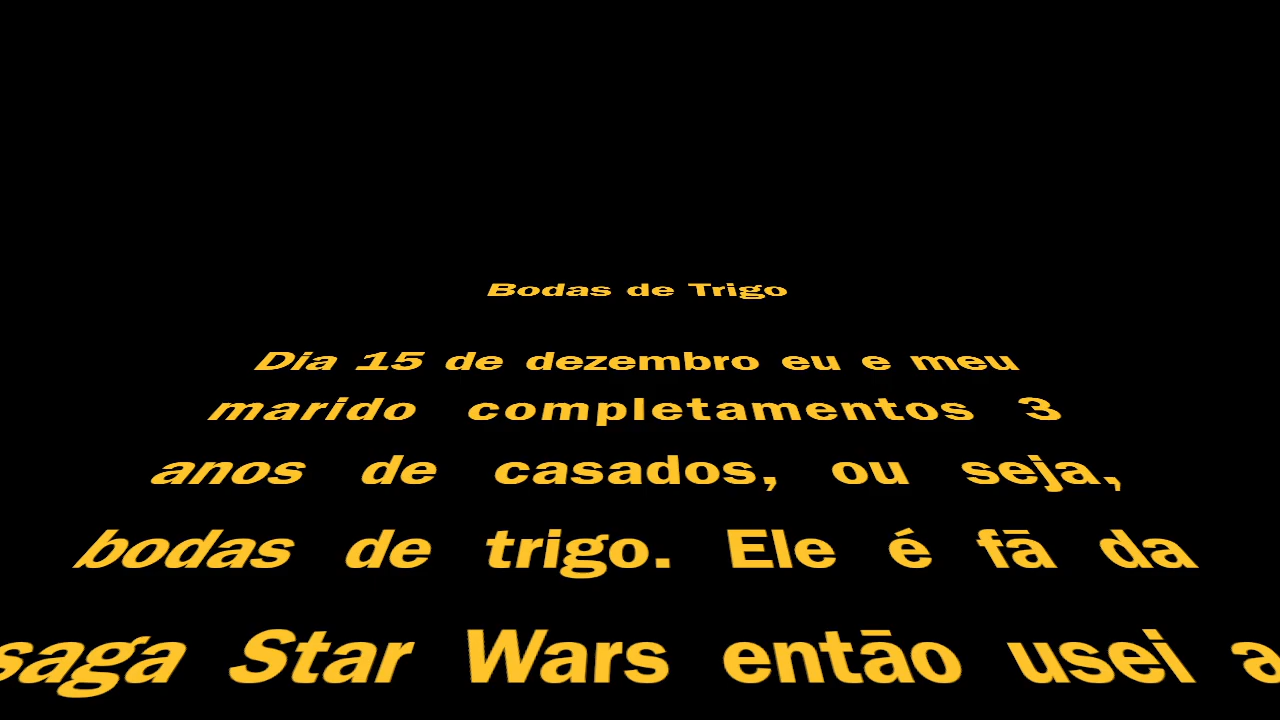 Bodas de Trigo
Dia 15 de dezembro eu e meu
marido completamentos 3
anos de casados, ou seja,
bodas de trigo. Ele é fã da
saga Star Wars então usei a